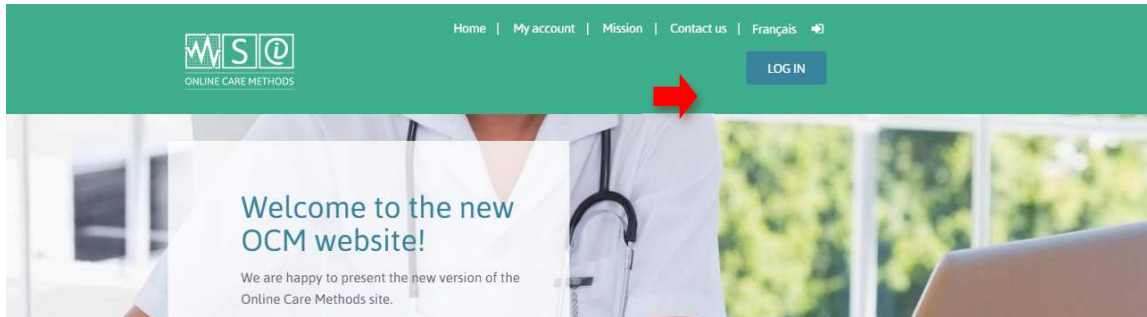 Home | My account | Mission | Contact us | Français
S @
ONLINE CARE METHODS
LOG IN
Welcome to the new
OCM website!
We are happy to present the new version of the
Online Care Methods site.